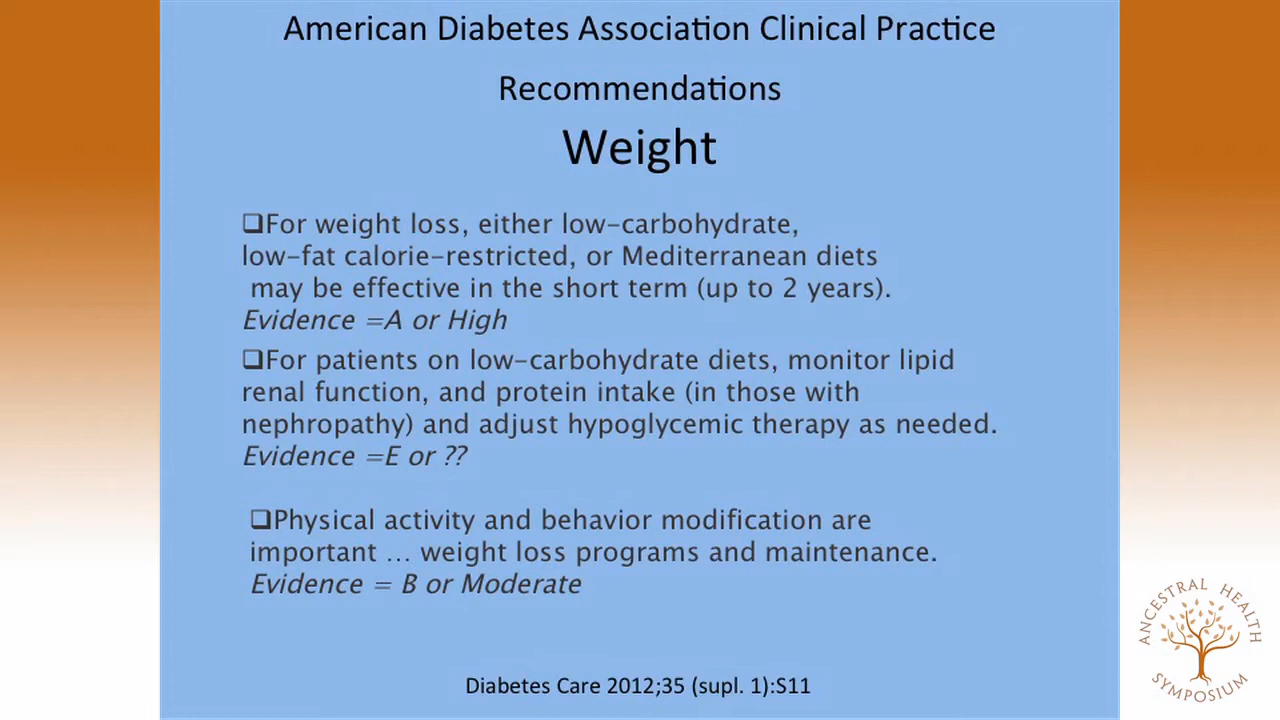 American Diabetes Association Clinical Practice
Recommendations
Weight
❑For weight loss, either low-carbohydrate,
low-fat calorie-restricted, or Mediterranean diets
may be effective in the short term (up to 2 years).
Evidence =A or High
❑For patients on low-carbohydrate diets, monitor lipid
renal function, and protein intake (in those with
nephropathy) and adjust hypoglycemic therapy as needed.
Evidence =E or ??
❑Physical activity and behavior modification are
important … weight loss programs and maintenance.
Evidence = B or Moderate
Diabetes Care 2012;35 (supl. 1):S11
ANCESTRAL HEALTH
SYMPOSIUM